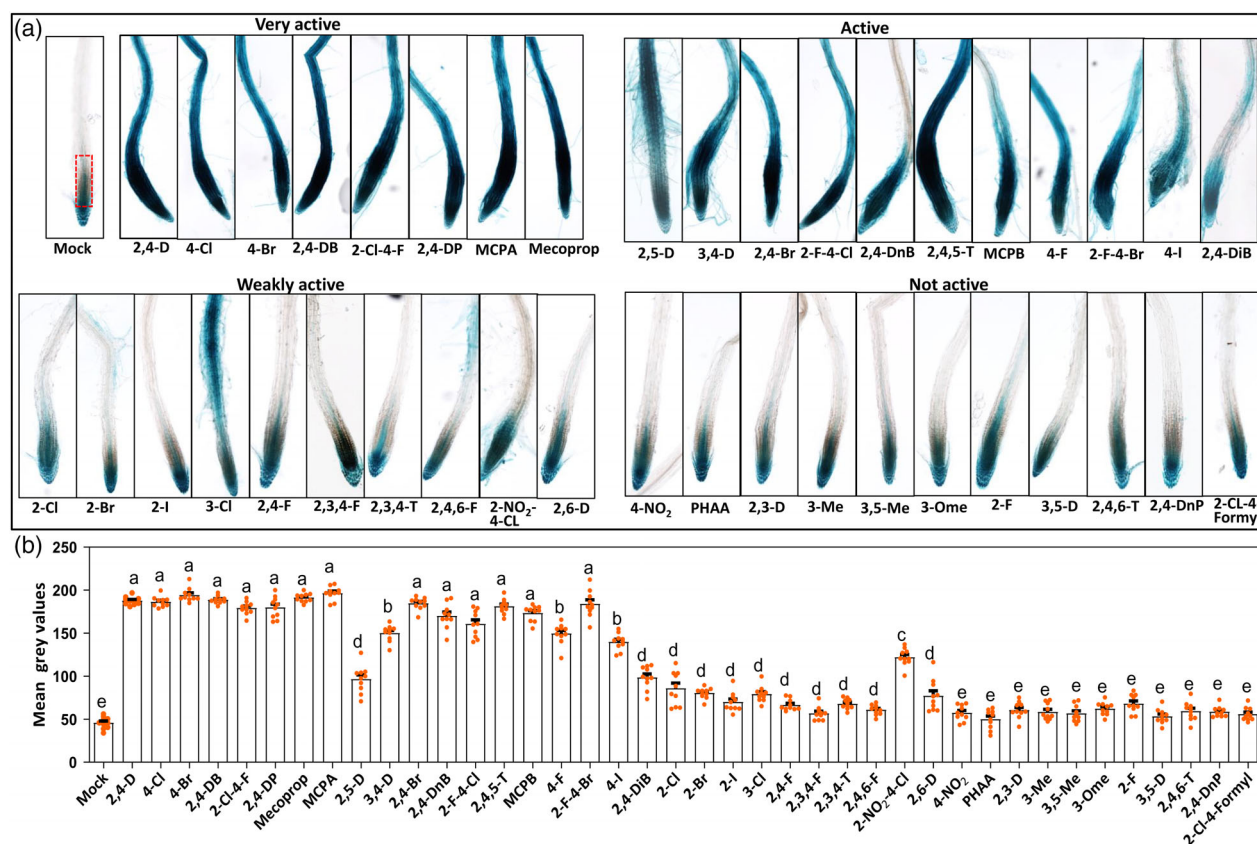 (a)
Very active
Active
Mock
2,4-D 4-Cl 4-Br 2,4-DB 2-Cl-4-F 2,4-DP MCPA Mecoprop
2,5-D 3,4-D 2,4-Br 2-F-4-Cl 2,4-DnB 2,4,5-T MCPB 4-F 2-F-4-Br 4-I 2,4-DiB
Weakly active
Not active
2-Cl 2-Br 2-I 3-Cl 2,4-F 2,3,4-F 2,3,4-T 2,4,6-F 2-NO2- 2,6-D
4-CL
4-NO2 PHAA 2,3-D 3-Me 3,5-Me 3-Ome 2-F 3,5-D 2,4,6-T 2,4-DnP 2-CL-4
Formy
(b)
Mean grey values
250
200
150
100
50
0
e a a a a a a a a d b a a a a a b a b d d d d d d d d d c d e e e e e e e e e e e
Mock 2,4-D 4-Cl 4-Br 2,4-DB 2-Cl-4-F 2,4-DP Mecoprop MCPA 2,5-D 3,4-D 2,4-Br 2,4-DnB 2-F-4-Cl 2,4,5-T MCPB 4-F 2-F-4-Br 4-I 2,4-DiB 2-Cl 2-Br 2-I 3-Cl 2,4-F 2,3,4-F 2,3,4-T 2,4,6-F 2-NO2-4-Cl 2,6-D 4-NO2 PHAA 2,3-D 3-Me 3,5-Me 3-Ome 2-F 3,5-D 2,4,6-T 2,4-DnP 2-Cl-4-Formyl